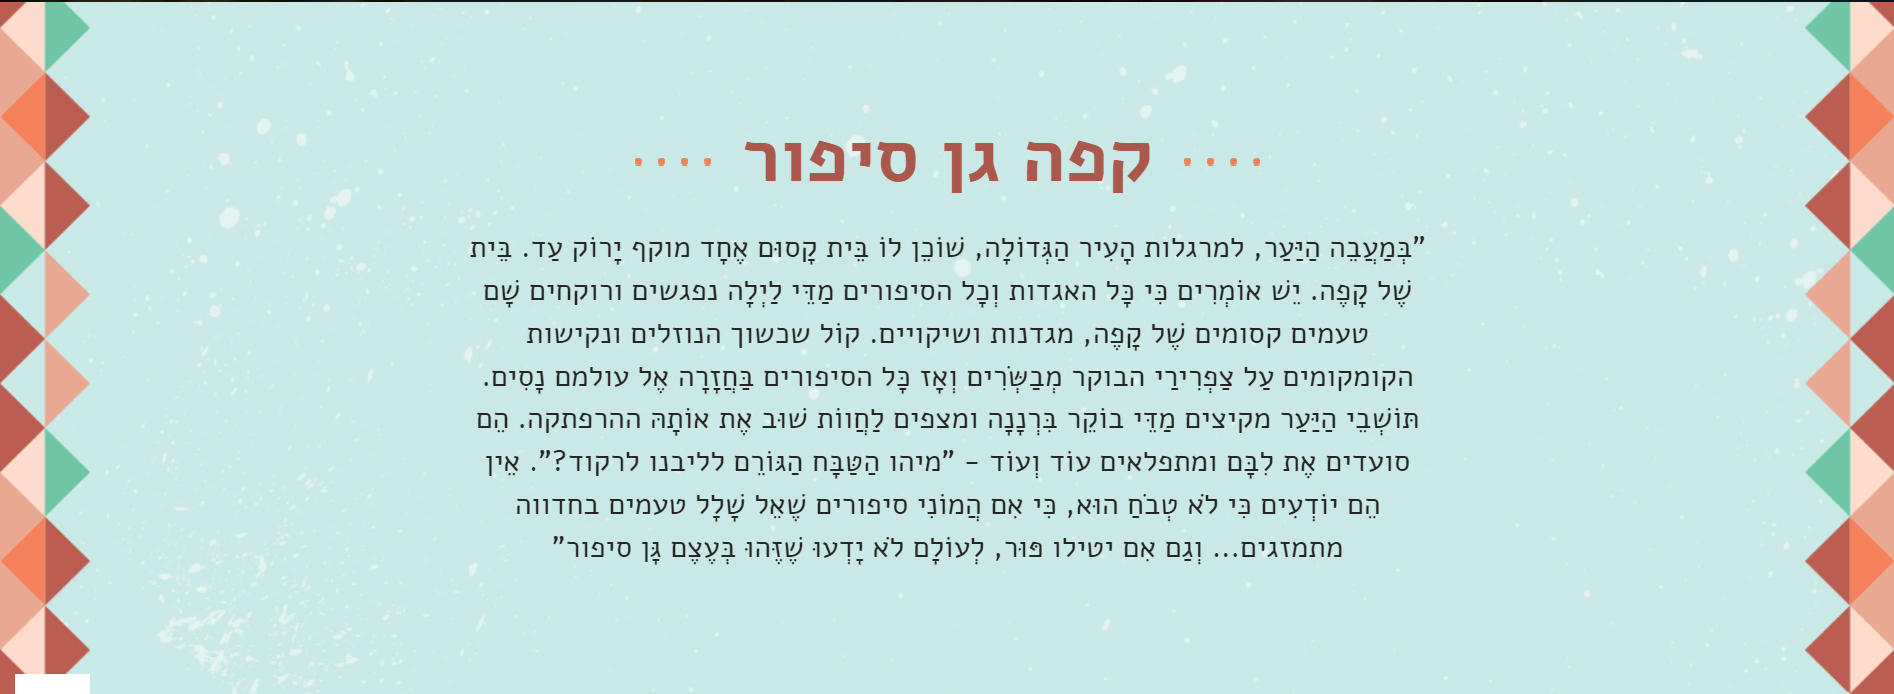 קפה גן סיפור
"בְּמַעֲבֵה הַיַּעַר, למרגלות הָעִיר הַגְּדוֹלָה, שׁוֹכֵן לוֹ בֵּית קָסוּם אֶחָד מוקף יָרוֹק עַד. בֵּית
שֶׁל קָפֶה. יֵשׁ אוֹמְרִים כִּי כָּל האגדות וְכָל הסיפורים מַדֵּי לַיְלָה נפגשים ורוקחים שָׁם
טעמים קסומים שֶׁל קָפֶה, מגדנות ושיקויים. קוֹל שכשוך הנוזלים ונקישות
הקומקומים עַל צַפְרִירַי הבוקר מְבַשְּׂרִים וְאָז כָּל הסיפורים בַּחֲזָרָה אֶל עולמם נָסִים.
תּוֹשְׁבֵי הַיַּעַר מקיצים מַדֵּי בוֹקֵר בִּרְנָנָה ומצפים לַחֲווֹת שׁוּב אֶת אוֹתָהּ ההרפתקה. הֵם
סועדים אֶת לִבָּם ומתפלאים עוֹד וְעוֹד – "מיהו הַטַּבָּח הַגּוֹרֵם לליבנו לרקוד?". אֵין
הֵם יוֹדְעִים כִּי לֹא טְבֹחַ הוּא, כִּי אִם הֲמוֹנִי סיפורים שֶׁאֵל שָׁלָל טעמים בחדווה
מתמזגים... וְגַם אִם יטילו פּוּר, לְעוֹלָם לֹא יָדְעוּ שֶׁזֶּהוּ בְּעֶצֶם גָּן סיפור"